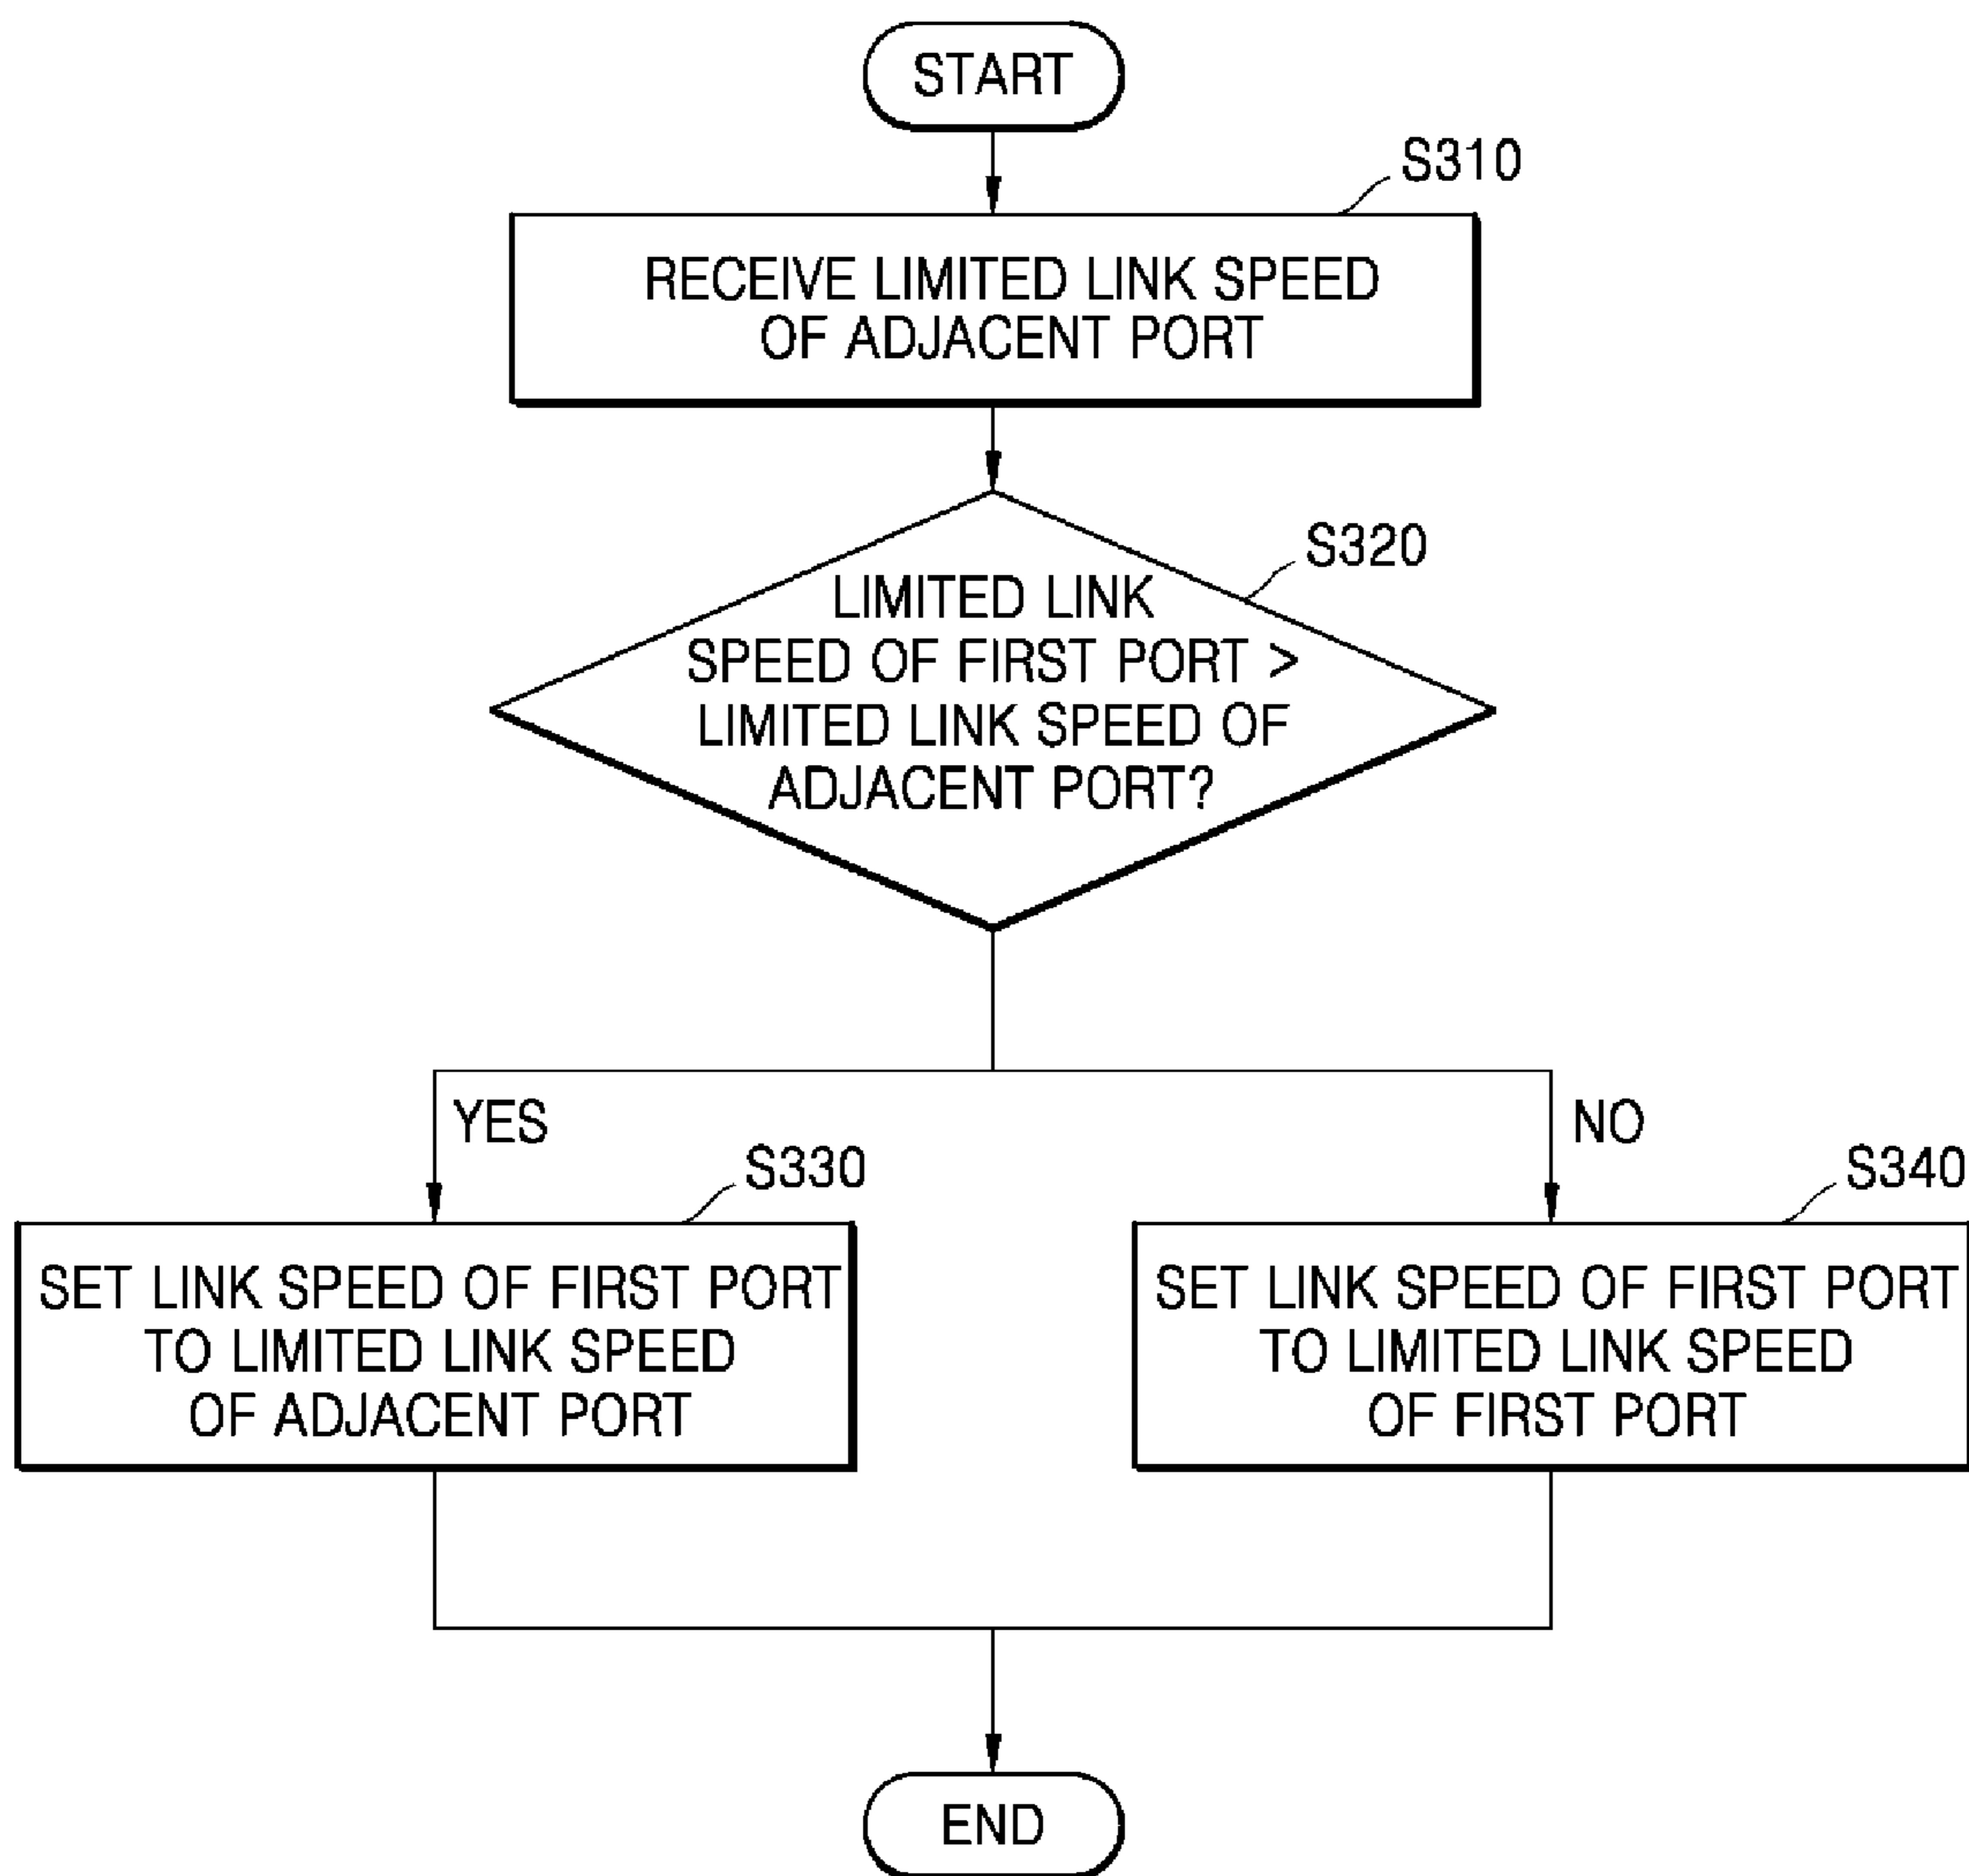 START
S310
RECEIVE LIMITED LINK SPEED
OF ADJACENT PORT
S320
LIMITED LINK
SPEED OF FIRST PORT >
LIMITED LINK SPEED OF
ADJACENT PORT?
YES
NO
S330
S340
SET LINK SPEED OF FIRST PORT
TO LIMITED LINK SPEED
OF ADJACENT PORT
SET LINK SPEED OF FIRST PORT
TO LIMITED LINK SPEED
OF FIRST PORT
END